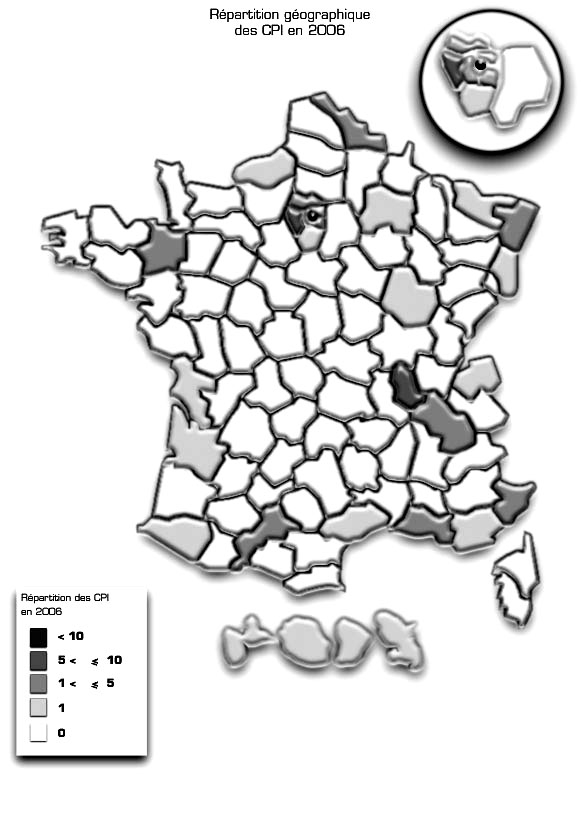 Répartition géographique
des CPI en 2006
Répartition des CPI
en 2006
< 10
5 < ≤ 10
1 < ≤ 5
1
0